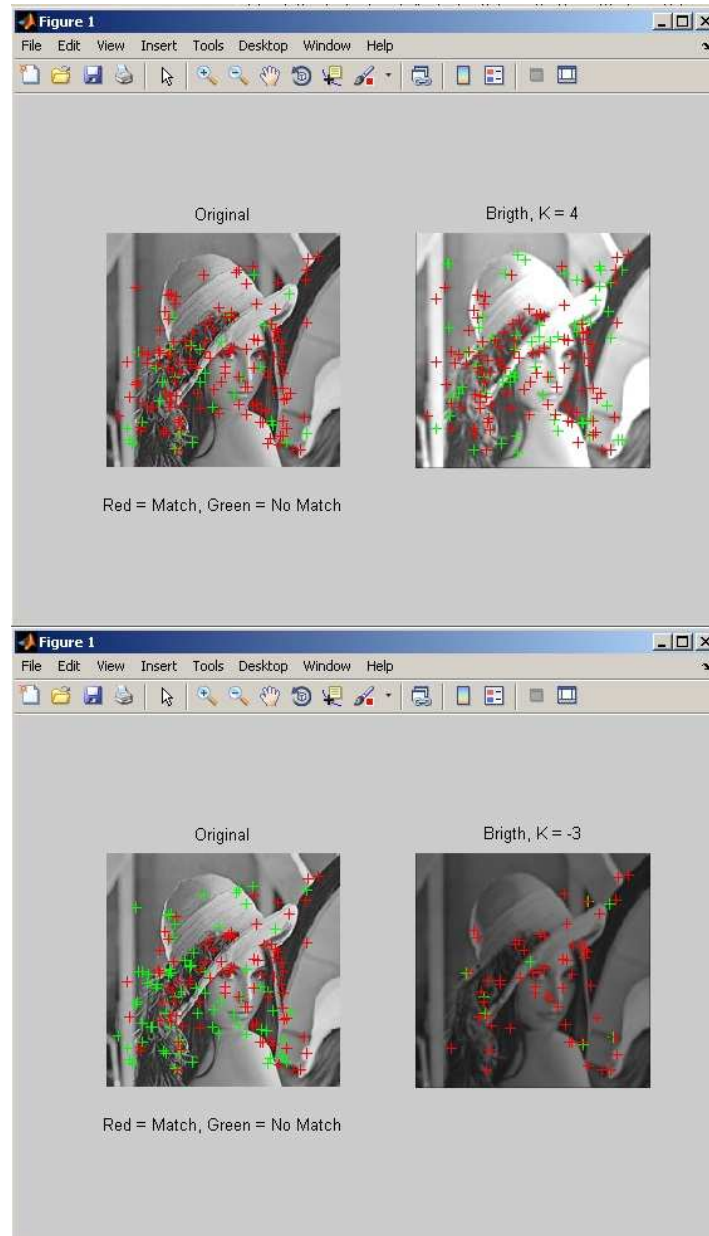 Figure 1
File Edit View Insert Tools Desktop Window Help
Original
Brigth, K = 4
Red = Match, Green = No Match
Figure 1
File Edit View Insert Tools Desktop Window Help
Original
Brigth, K = -3
Red = Match, Green = No Match